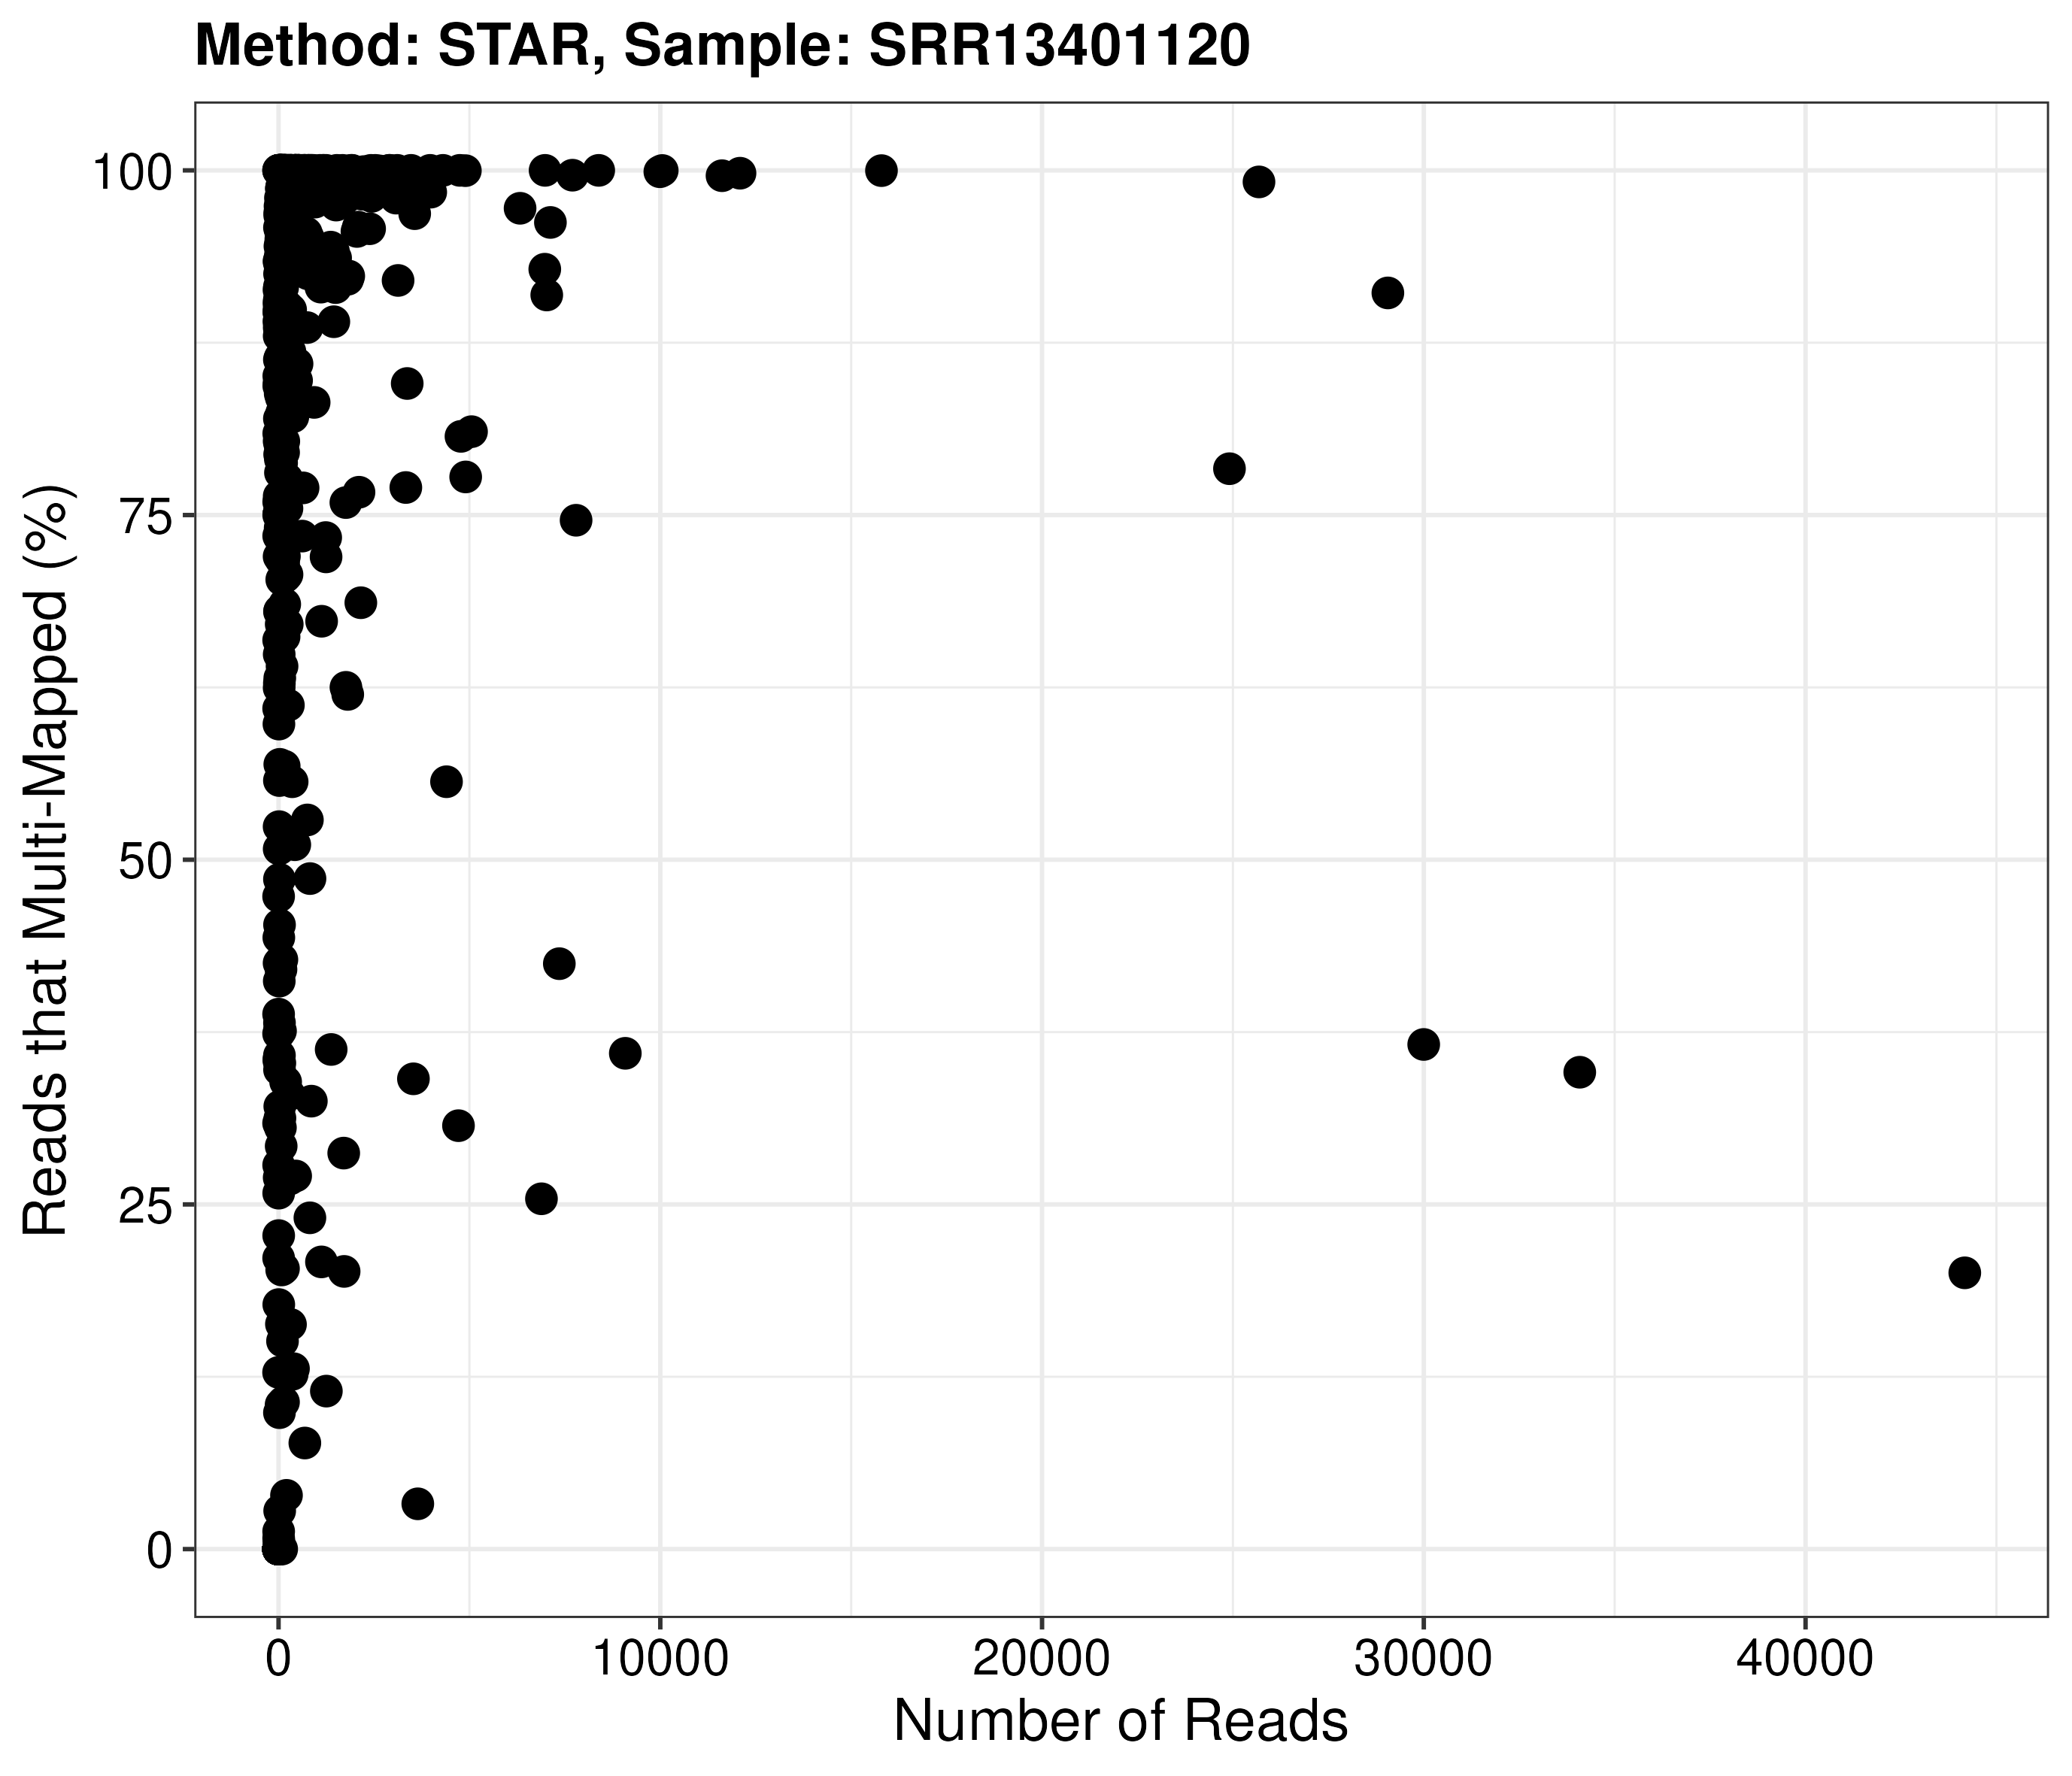 Method: STAR, Sample: SRR13401120
Reads that Multi-Mapped (%)
100
75
50
25
0
0 10000 20000 30000 40000
Number of Reads